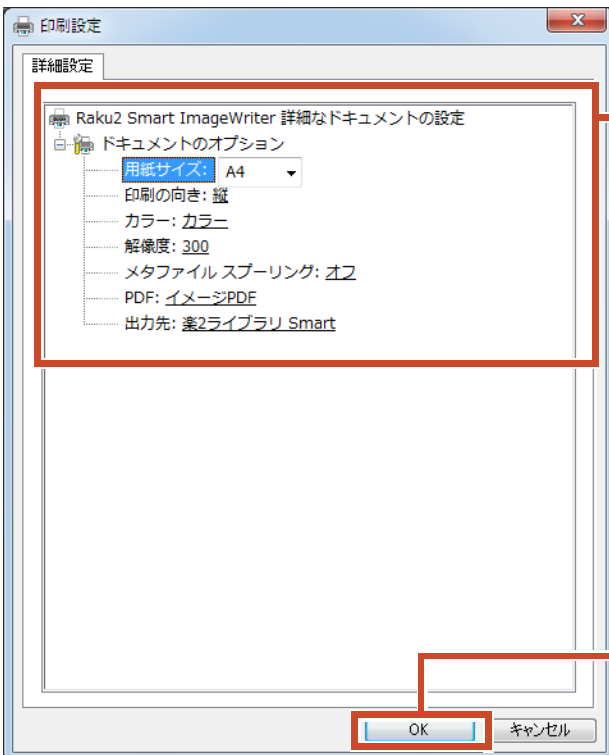 印刷設定
詳細設定
Raku2 Smart ImageWriter 詳細なドキュメントの設定
ドキュメントのオプション
用紙サイズ: A4
印刷の向き: 縦
カラー: カラー
解像度: 300
メタファイル スプーリング: オフ
PDF: イメージPDF
出力先: 楽2ライブラリ Smart
OK キャンセル